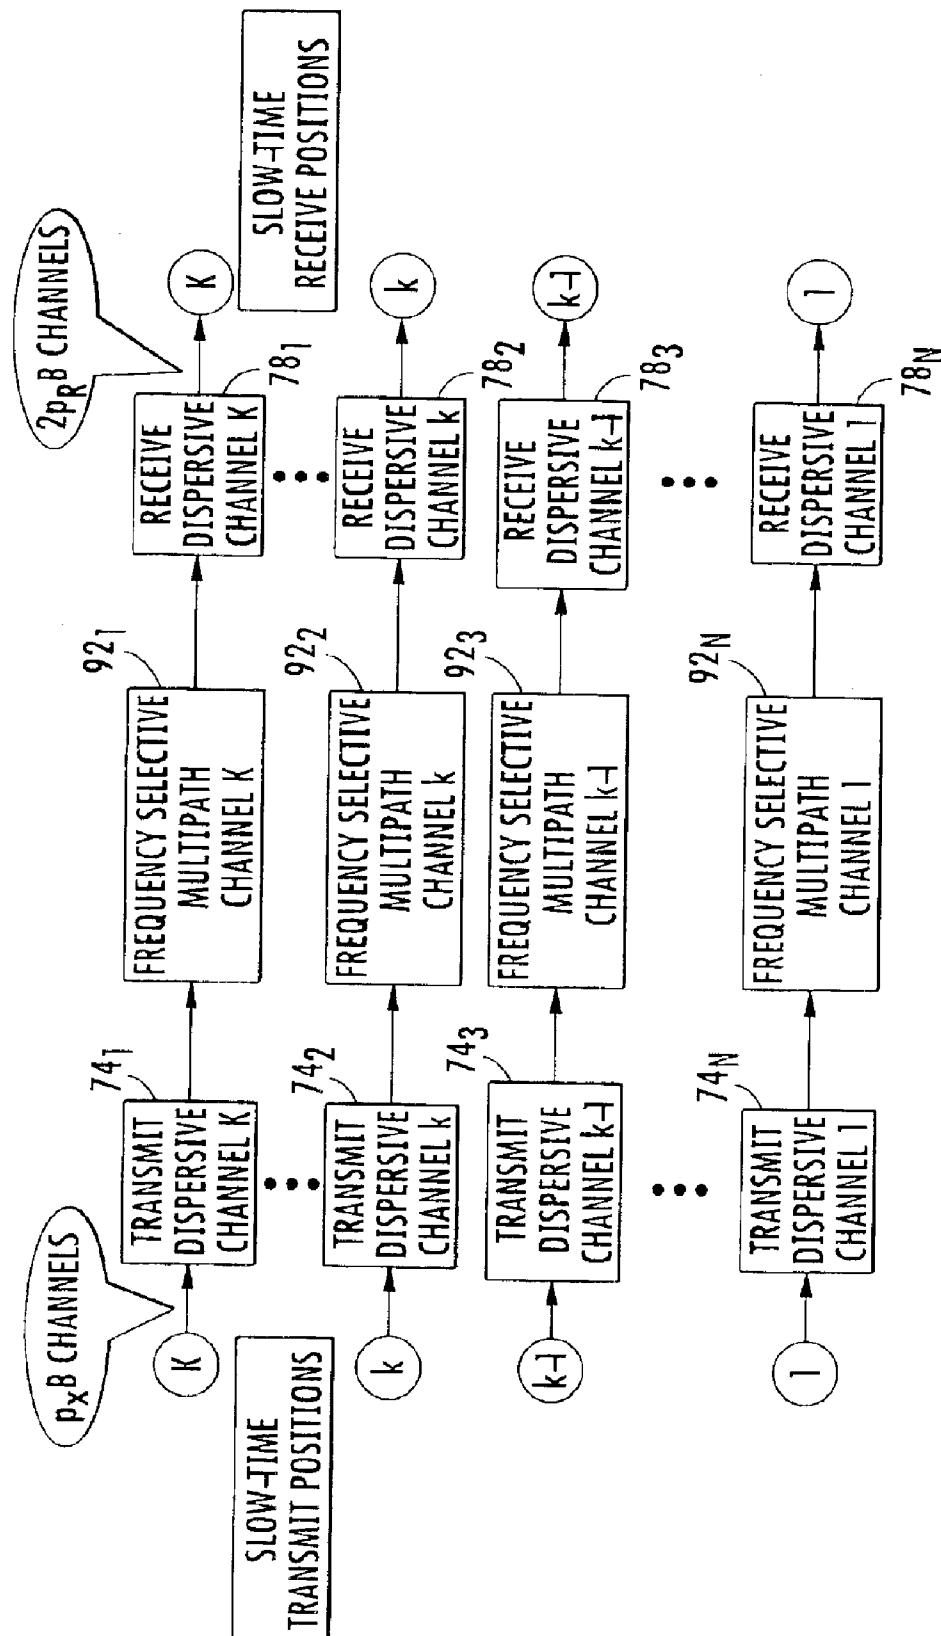 p_X B CHANNELS
2p_R B CHANNELS
SLOW-TIME
TRANSMIT POSITIONS
SLOW-TIME
RECEIVE POSITIONS
K
74_1
TRANSMIT
DISPERSIVE
CHANNEL K
92_1
FREQUENCY SELECTIVE
MULTIPATH
CHANNEL K
78_1
RECEIVE
DISPERSIVE
CHANNEL K
K
k
74_2
TRANSMIT
DISPERSIVE
CHANNEL k
92_2
FREQUENCY SELECTIVE
MULTIPATH
CHANNEL k
78_2
RECEIVE
DISPERSIVE
CHANNEL k
k
k-1
74_3
TRANSMIT
DISPERSIVE
CHANNEL k-1
92_3
FREQUENCY SELECTIVE
MULTIPATH
CHANNEL k-1
78_3
RECEIVE
DISPERSIVE
CHANNEL k-1
k-1
1
74_N
TRANSMIT
DISPERSIVE
CHANNEL 1
92_N
FREQUENCY SELECTIVE
MULTIPATH
CHANNEL 1
78_N
RECEIVE
DISPERSIVE
CHANNEL 1
1